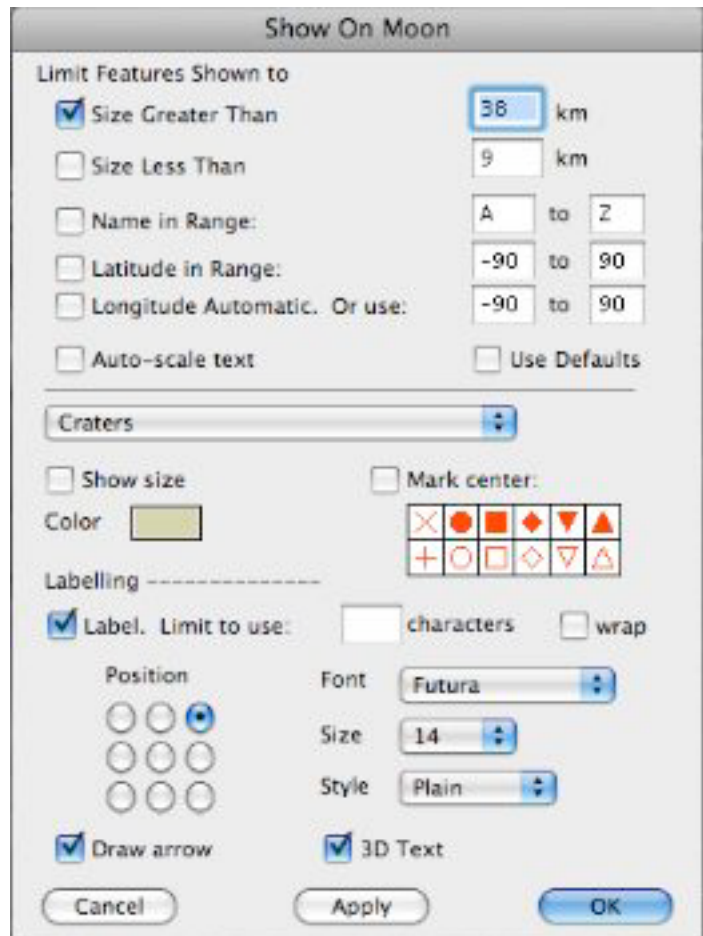 Show On Moon
Limit Features Shown to
Size Greater Than 38 km
Size Less Than 9 km
Name in Range: A to Z
Latitude in Range: -90 to 90
Longitude Automatic. Or use: -90 to 90
Auto-scale text Use Defaults
Craters
Show size Mark center:
Color
Labelling --------------
Label. Limit to use: characters wrap
Position Font Futura
Size 14
Style Plain
Draw arrow 3D Text
Cancel Apply OK